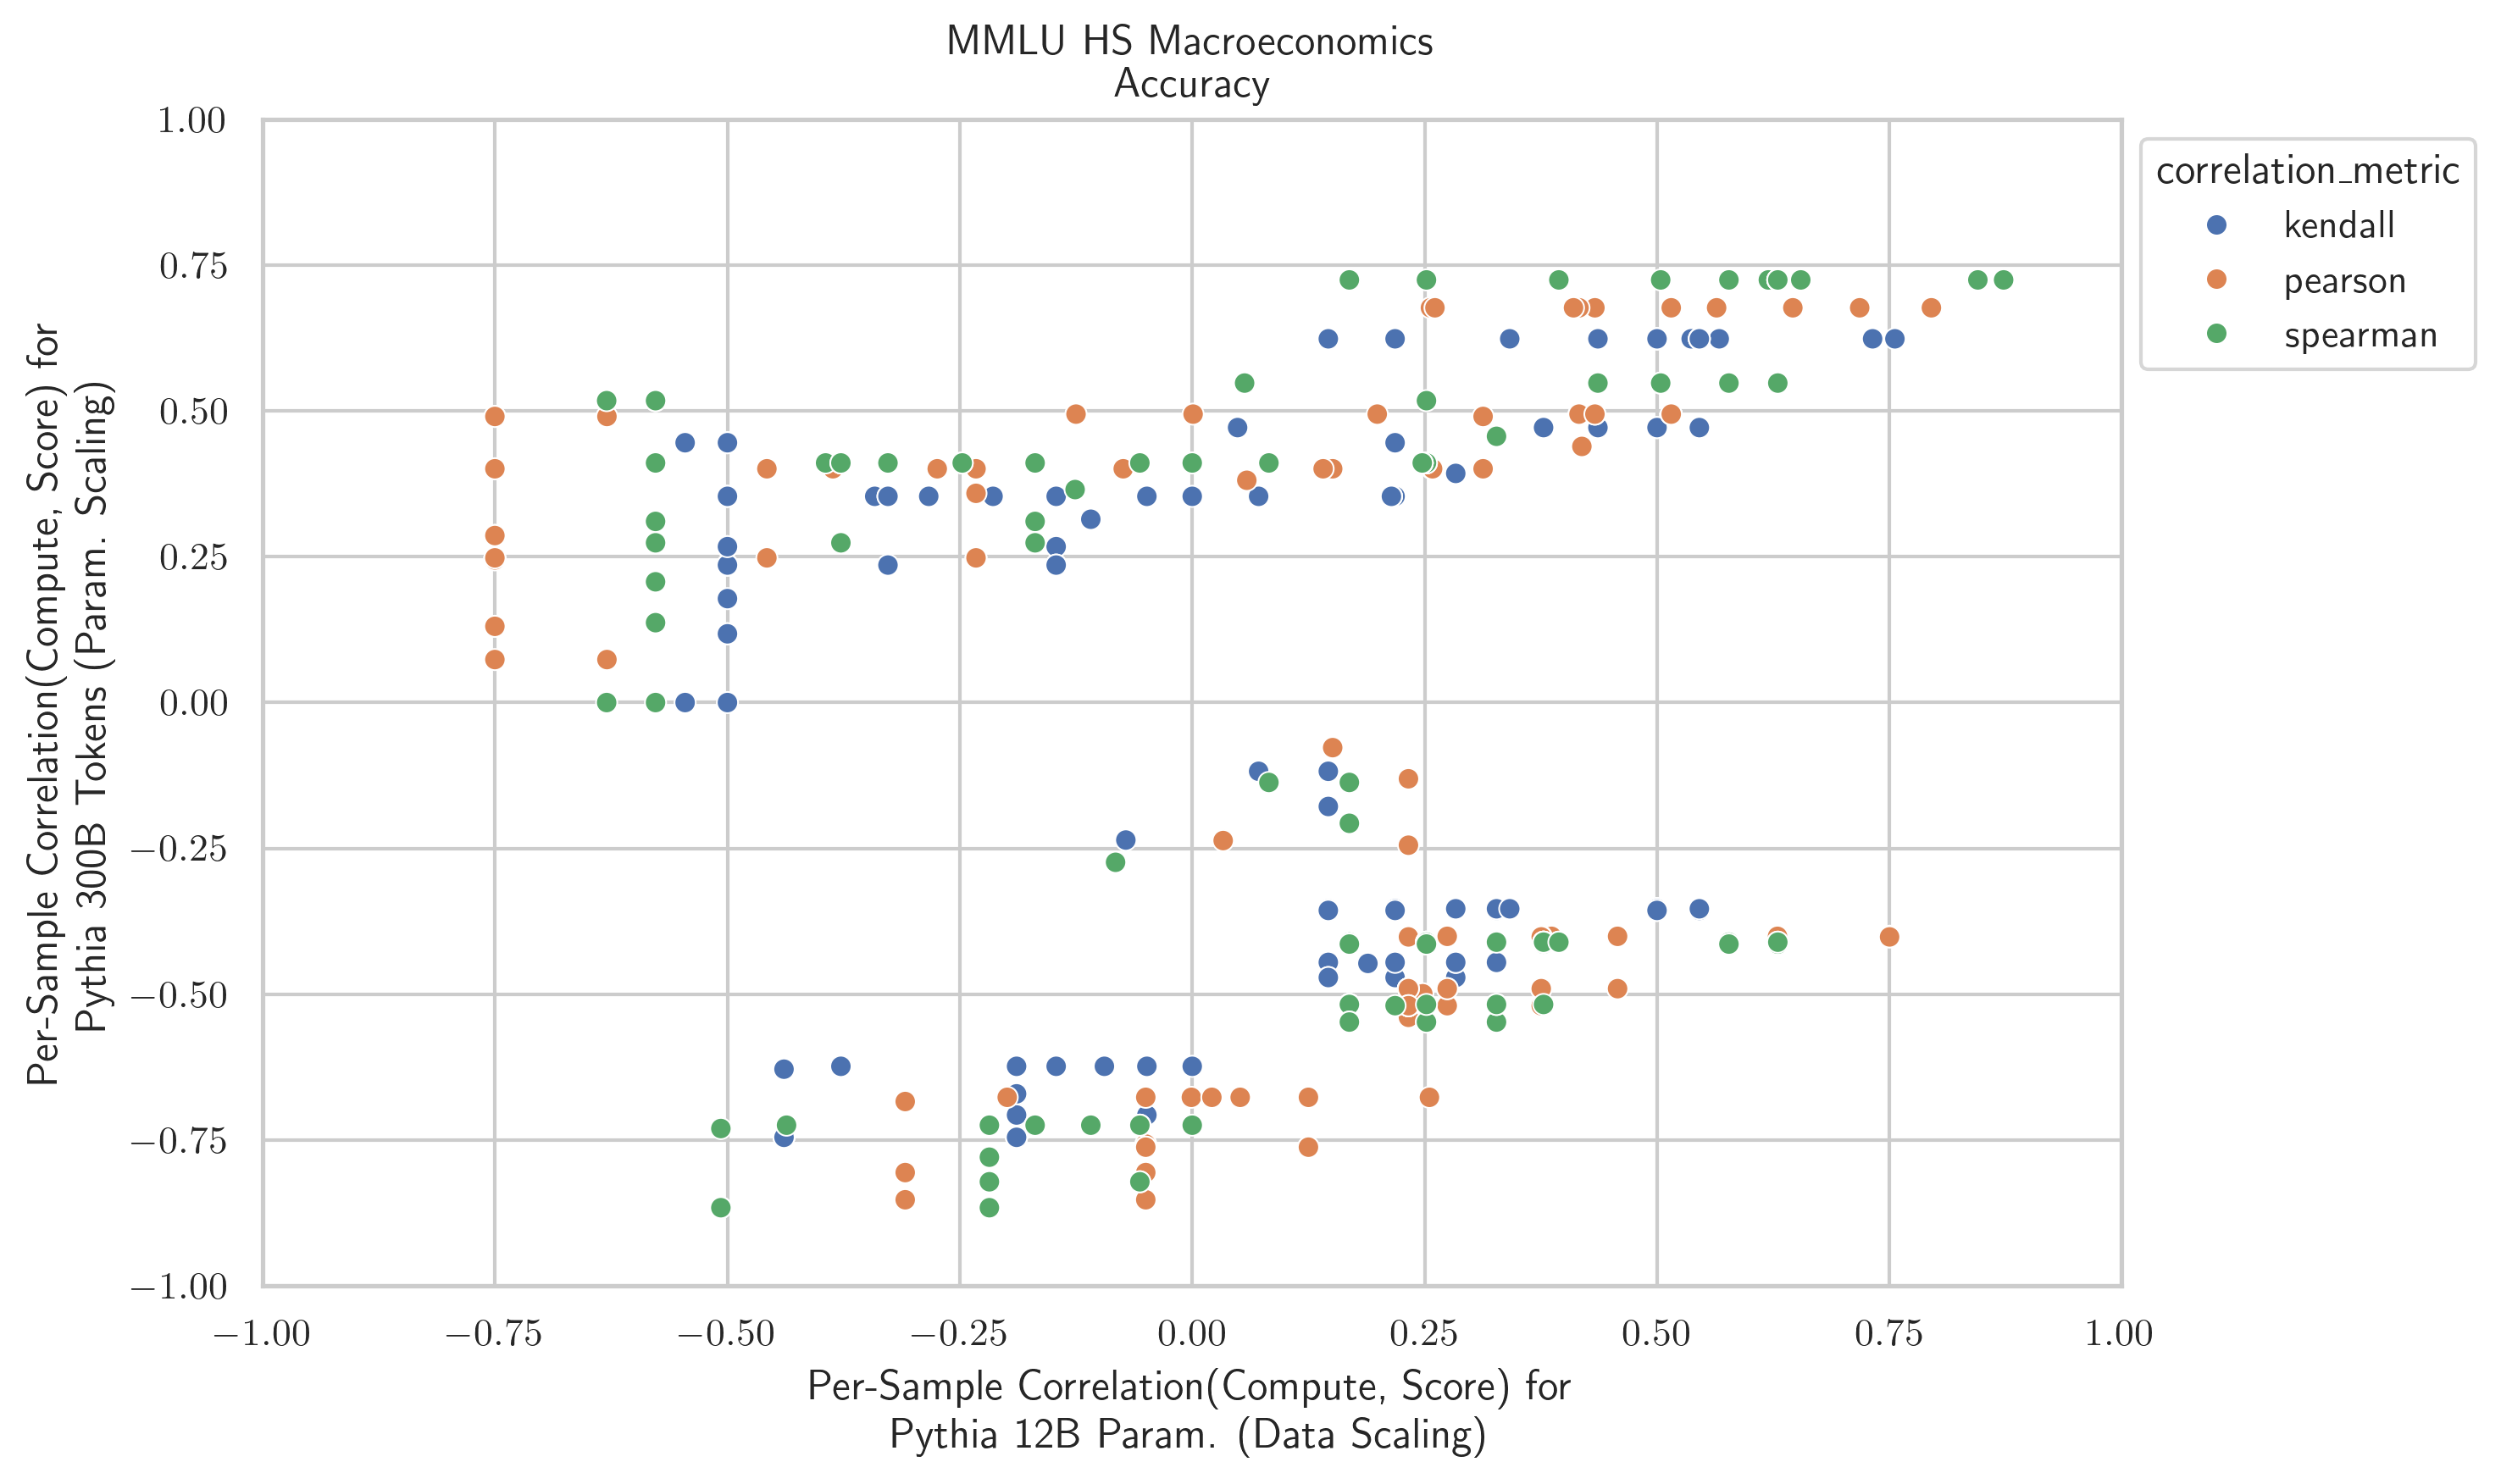 MMLU HS Macroeconomics
Accuracy
Per-Sample Correlation(Compute, Score) for
Pythia 300B Tokens (Param. Scaling)
1.00
0.75
0.50
0.25
0.00
−0.25
−0.50
−0.75
−1.00
−1.00 −0.75 −0.50 −0.25 0.00 0.25 0.50 0.75 1.00
Per-Sample Correlation(Compute, Score) for
Pythia 12B Param. (Data Scaling)
correlation_metric
kendall
pearson
spearman